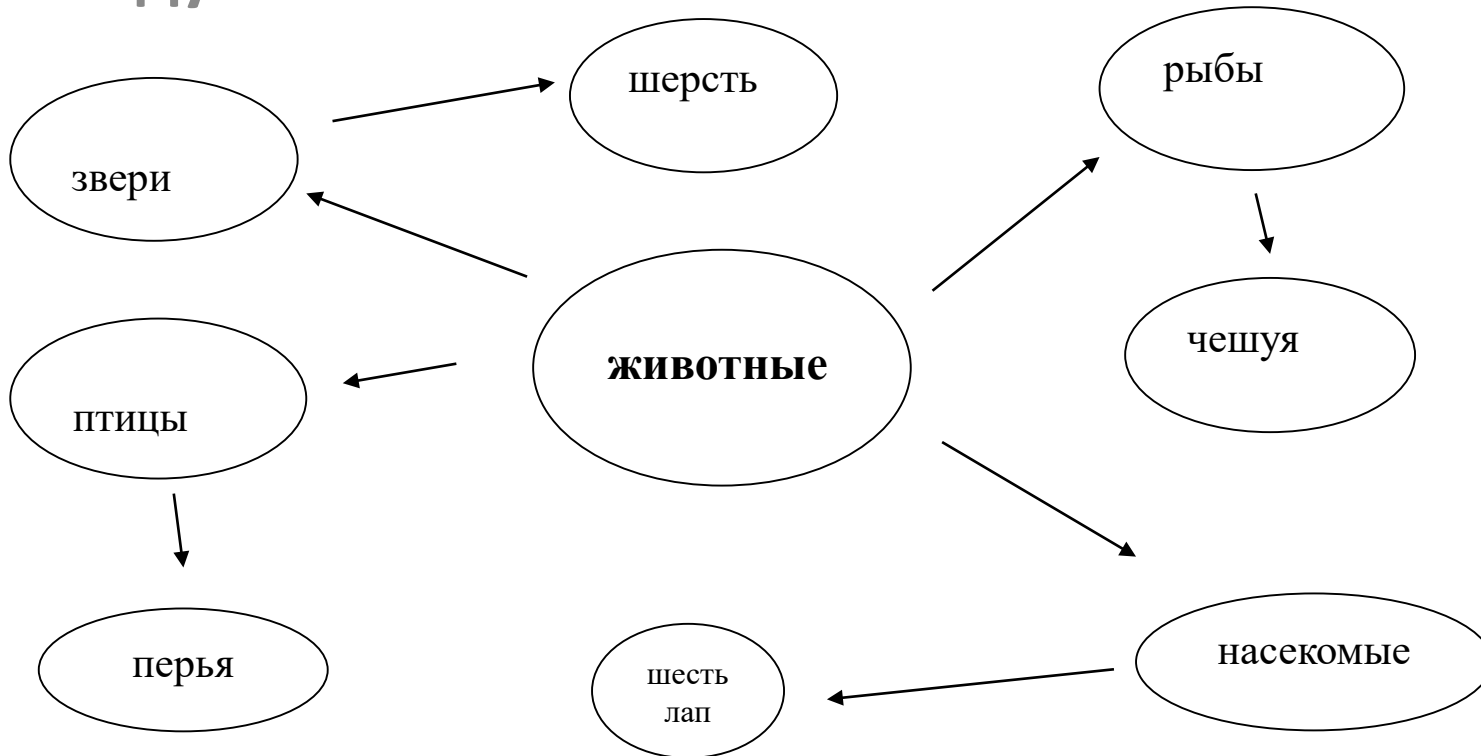 шерсть
рыбы
звери
животные
чешуя
птицы
перья
шесть
лап
насекомые